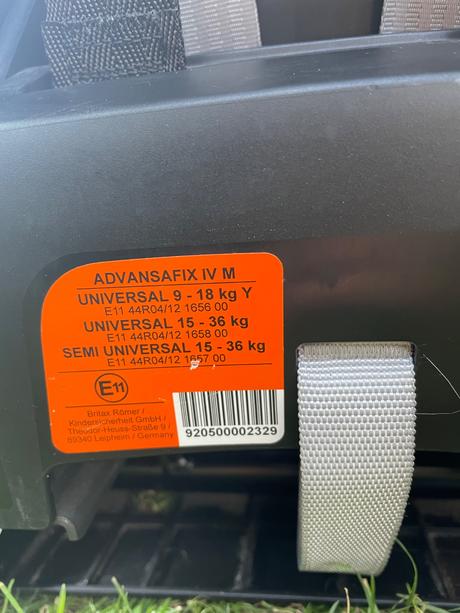 ADVANSAFIX IV M
UNIVERSAL 9 - 18 kg Y
E11 44R04/12 1656 00
UNIVERSAL 15 - 36 kg
E11 44R04/12 1658 00
SEMI UNIVERSAL 15 - 36 kg
E11 44R04/12 1657 00
E11
Britax Römer /
Kindersicherheit GmbH /
Theodor-Heuss-Straße 9 /
89340 Leipheim / Germany
920500002329